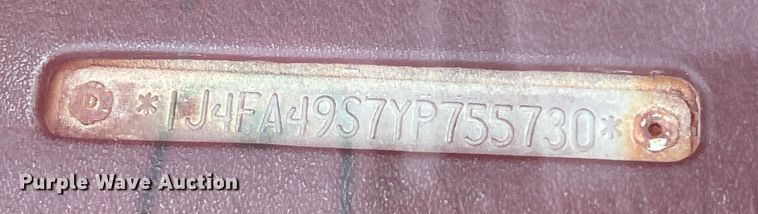 D *1J4FA49S7YP755730*
Purple Wave Auction